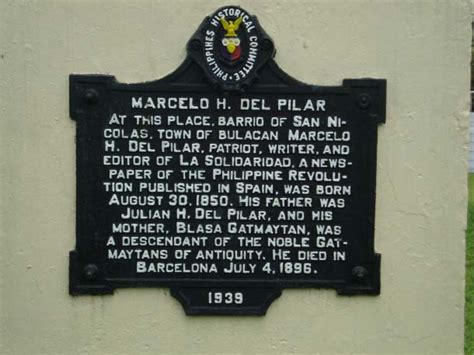 PHILIPPINES HISTORICAL COMMITTEE
MARCELO H. DEL PILAR
AT THIS PLACE, BARRIO OF SAN NI-
COLAS, TOWN OF BULACAN MARCELO
H. DEL PILAR, PATRIOT, WRITER, AND
EDITOR OF LA SOLIDARIDAD, A NEWS-
PAPER OF THE PHILIPPINE REVOLU-
TION PUBLISHED IN SPAIN, WAS BORN
AUGUST 30, 1850. HIS FATHER WAS
JULIAN H. DEL PILAR, AND HIS
MOTHER, BLASA GATMAYTAN, WAS
A DESCENDANT OF THE NOBLE GAT-
MAYTANS OF ANTIQUITY. HE DIED IN
BARCELONA JULY 4, 1896.
1939